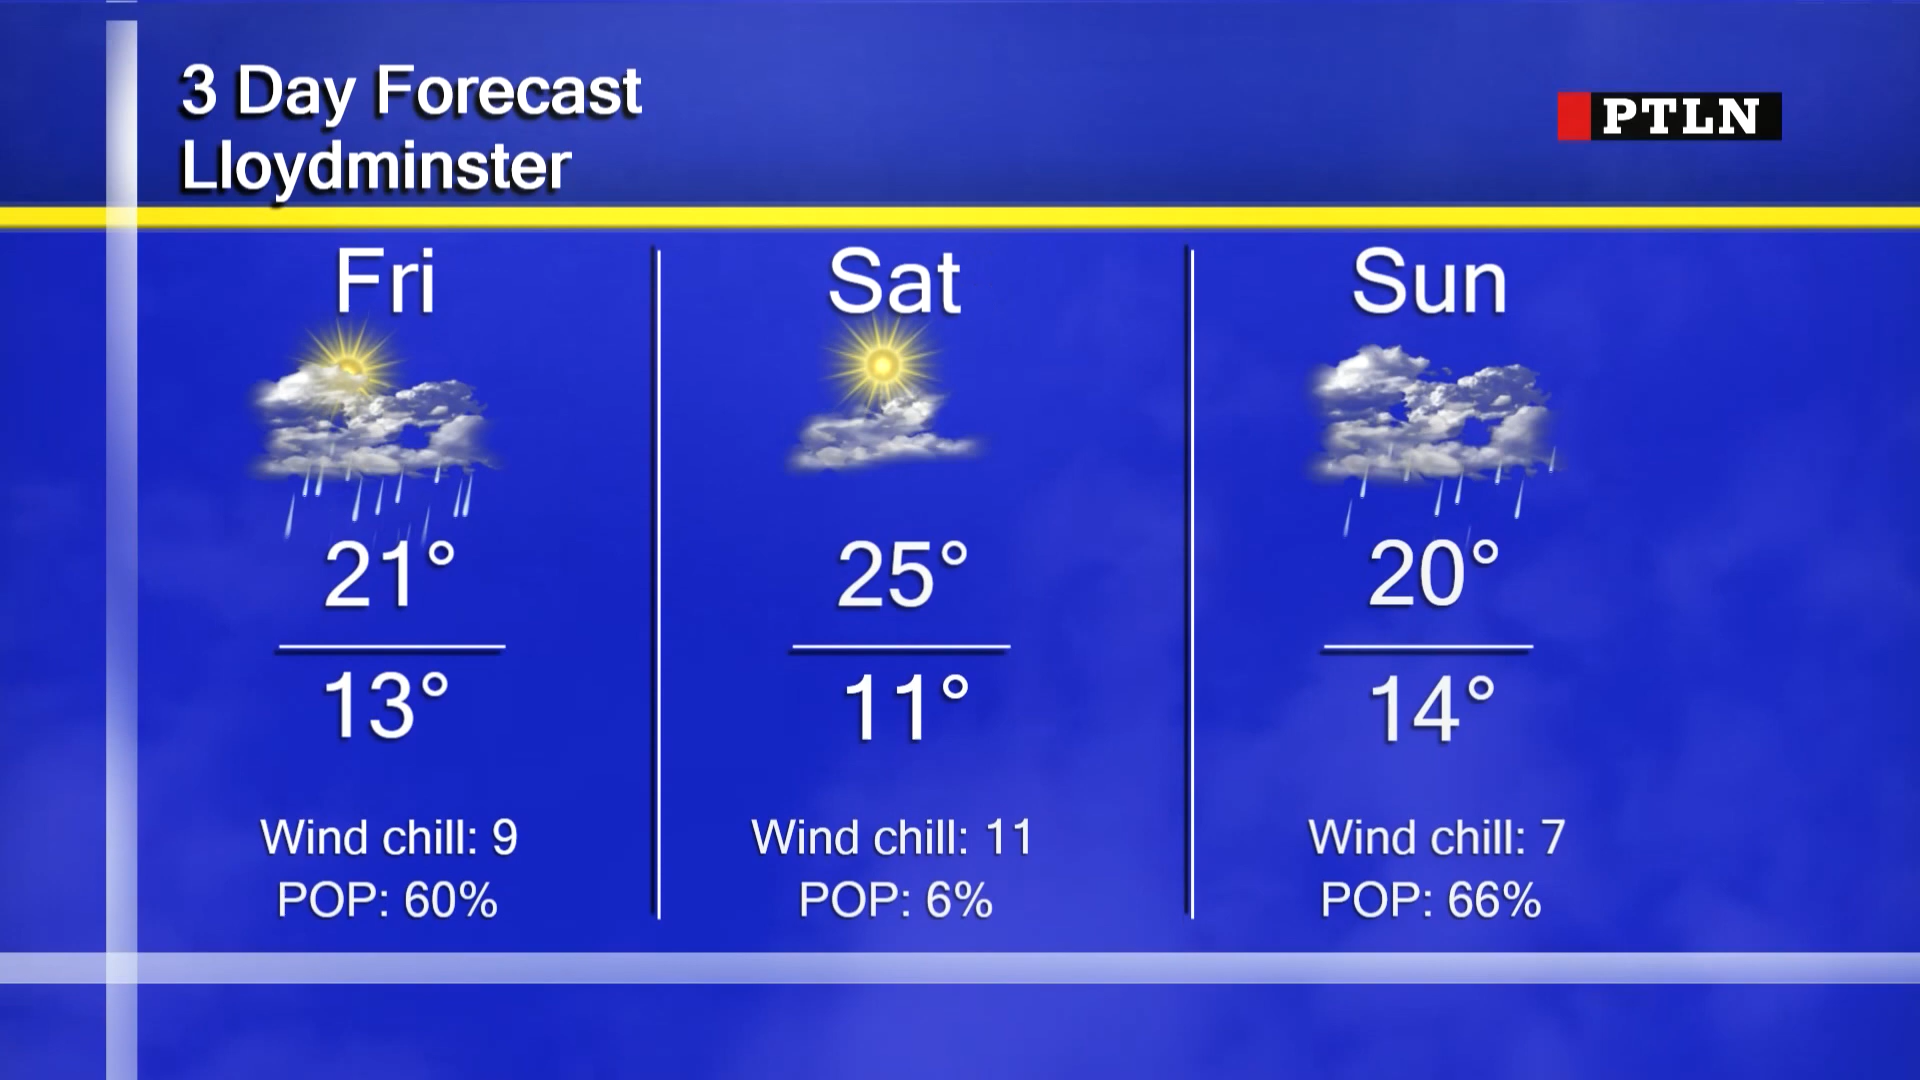 3 Day Forecast
Lloydminster
PTLN
Fri
21°
13°
Wind chill: 9
POP: 60%
Sat
25°
11°
Wind chill: 11
POP: 6%
Sun
20°
14°
Wind chill: 7
POP: 66%